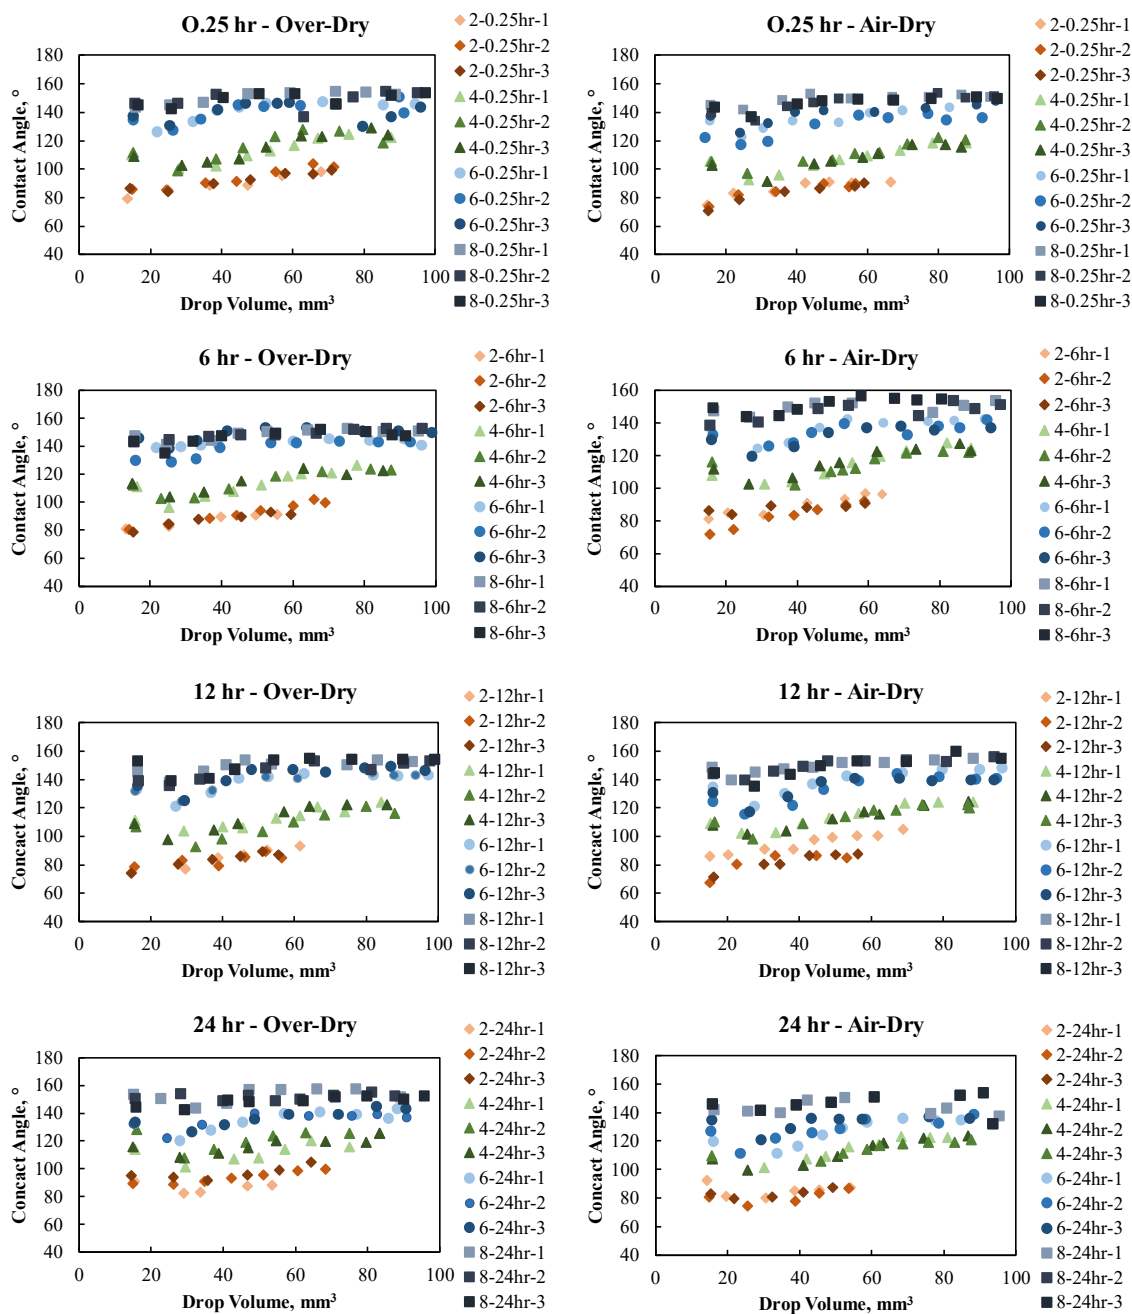 O.25 hr - Over-Dry
Contact Angle, °
180
160
140
120
100
80
60
40
0
20
40
60
80
100
Drop Volume, mm³
2-0.25hr-1
2-0.25hr-2
2-0.25hr-3
4-0.25hr-1
4-0.25hr-2
4-0.25hr-3
6-0.25hr-1
6-0.25hr-2
6-0.25hr-3
8-0.25hr-1
8-0.25hr-2
8-0.25hr-3
O.25 hr - Air-Dry
Contact Angle, °
180
160
140
120
100
80
60
40
0
20
40
60
80
100
Drop Volume, mm³
2-0.25hr-1
2-0.25hr-2
2-0.25hr-3
4-0.25hr-1
4-0.25hr-2
4-0.25hr-3
6-0.25hr-1
6-0.25hr-2
6-0.25hr-3
8-0.25hr-1
8-0.25hr-2
8-0.25hr-3
6 hr - Over-Dry
Contact Angle, °
180
160
140
120
100
80
60
40
0
20
40
60
80
100
Drop Volume, mm³
2-6hr-1
2-6hr-2
2-6hr-3
4-6hr-1
4-6hr-2
4-6hr-3
6-6hr-1
6-6hr-2
6-6hr-3
8-6hr-1
8-6hr-2
8-6hr-3
6 hr - Air-Dry
Contact Angle, °
160
140
120
100
80
60
40
0
20
40
60
80
100
Drop Volume, mm³
2-6hr-1
2-6hr-2
2-6hr-3
4-6hr-1
4-6hr-2
4-6hr-3
6-6hr-1
6-6hr-2
6-6hr-3
8-6hr-1
8-6hr-2
8-6hr-3
12 hr - Over-Dry
Concact Angle, °
180
160
140
120
100
80
60
40
0
20
40
60
80
100
Drop Volume, mm³
2-12hr-1
2-12hr-2
2-12hr-3
4-12hr-1
4-12hr-2
4-12hr-3
6-12hr-1
6-12hr-2
6-12hr-3
8-12hr-1
8-12hr-2
8-12hr-3
12 hr - Air-Dry
Concact Angle, °
180
160
140
120
100
80
60
40
0
20
40
60
80
100
Drop Volume, mm³
2-12hr-1
2-12hr-2
2-12hr-3
4-12hr-1
4-12hr-2
4-12hr-3
6-12hr-1
6-12hr-2
6-12hr-3
8-12hr-1
8-12hr-2
8-12hr-3
24 hr - Over-Dry
Concact Angle, °
180
160
140
120
100
80
60
40
0
20
40
60
80
100
Drop Volume, mm³
2-24hr-1
2-24hr-2
2-24hr-3
4-24hr-1
4-24hr-2
4-24hr-3
6-24hr-1
6-24hr-2
6-24hr-3
8-24hr-1
8-24hr-2
8-24hr-3
24 hr - Air-Dry
Concact Angle, °
180
160
140
120
100
80
60
40
0
20
40
60
80
100
Drop Volume, mm³
2-24hr-1
2-24hr-2
2-24hr-3
4-24hr-1
4-24hr-2
4-24hr-3
6-24hr-1
6-24hr-2
6-24hr-3
8-24hr-1
8-24hr-2
8-24hr-3